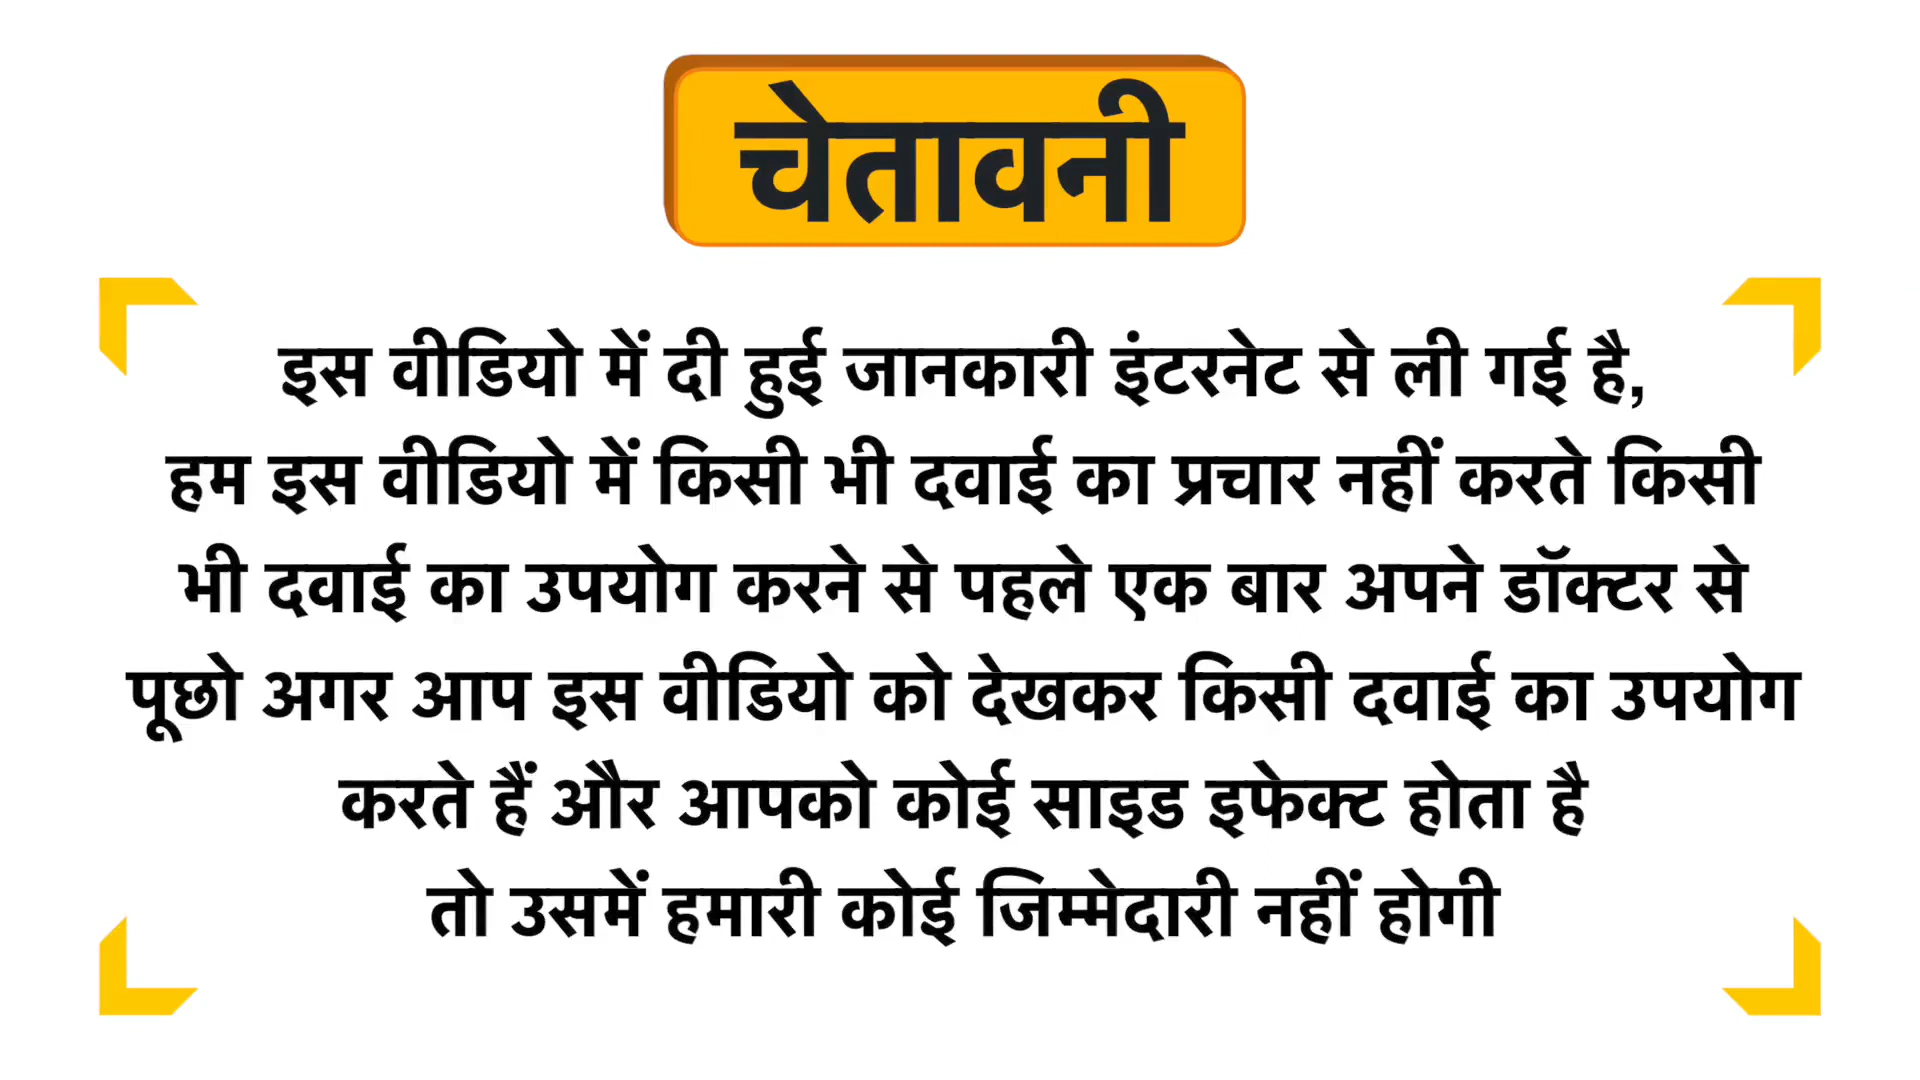 चेतावनी
इस वीडियो में दी हुई जानकारी इंटरनेट से ली गई है,
हम इस वीडियो में किसी भी दवाई का प्रचार नहीं करते किसी
भी दवाई का उपयोग करने से पहले एक बार अपने डॉक्टर से
पूछो अगर आप इस वीडियो को देखकर किसी दवाई का उपयोग
करते हैं और आपको कोई साइड इफेक्ट होता है
तो उसमें हमारी कोई जिम्मेदारी नहीं होगी